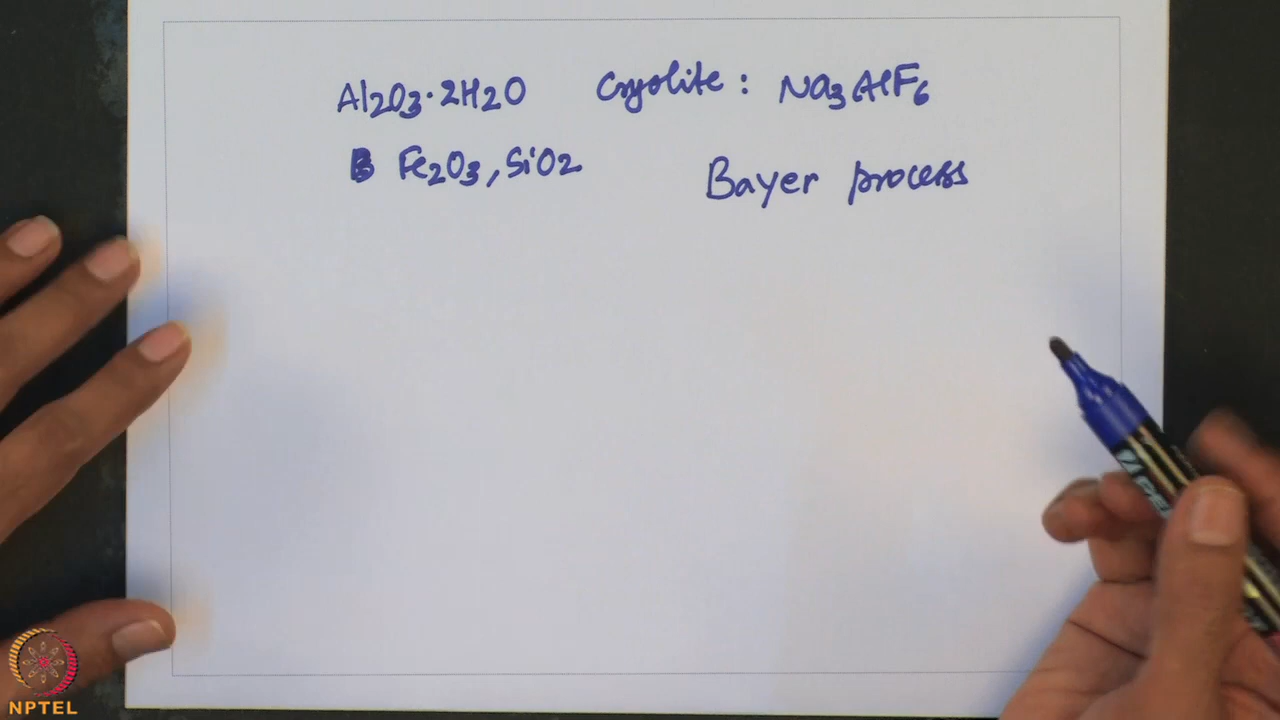 Al2O3·2H2O Cryolite : Na3AlF6
B Fe2O3, SiO2
Bayer process
NPTEL